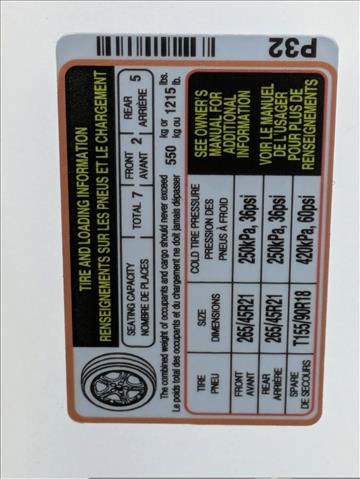 P32
TIRE AND LOADING INFORMATION
RENSEIGNEMENTS SUR LES PNEUS ET LE CHARGEMENT
SEATING CAPACITY
NOMBRE DE PLACES
TOTAL 7
FRONT
AVANT
2
REAR
ARRIÈRE
5
The combined weight of occupants and cargo should never exceed
Le poids total des occupants et du chargement ne doit jamais dépasser
550 kg or 1215 lbs.
kg ou lb.
TIRE
PNEU
SIZE
DIMENSIONS
COLD TIRE PRESSURE
PRESSION DES
PNEUS À FROID
FRONT
AVANT
265/45R21
250kPA, 36psi
REAR
ARRIÈRE
265/45R21
250kPA, 36psi
SPARE
DE SECOURS
T155/90R18
420kPA, 60psi
SEE OWNER'S
MANUAL FOR
ADDITIONAL
INFORMATION
VOIR LE MANUEL
DE L'USAGER
POUR PLUS DE
RENSEIGNEMENTS